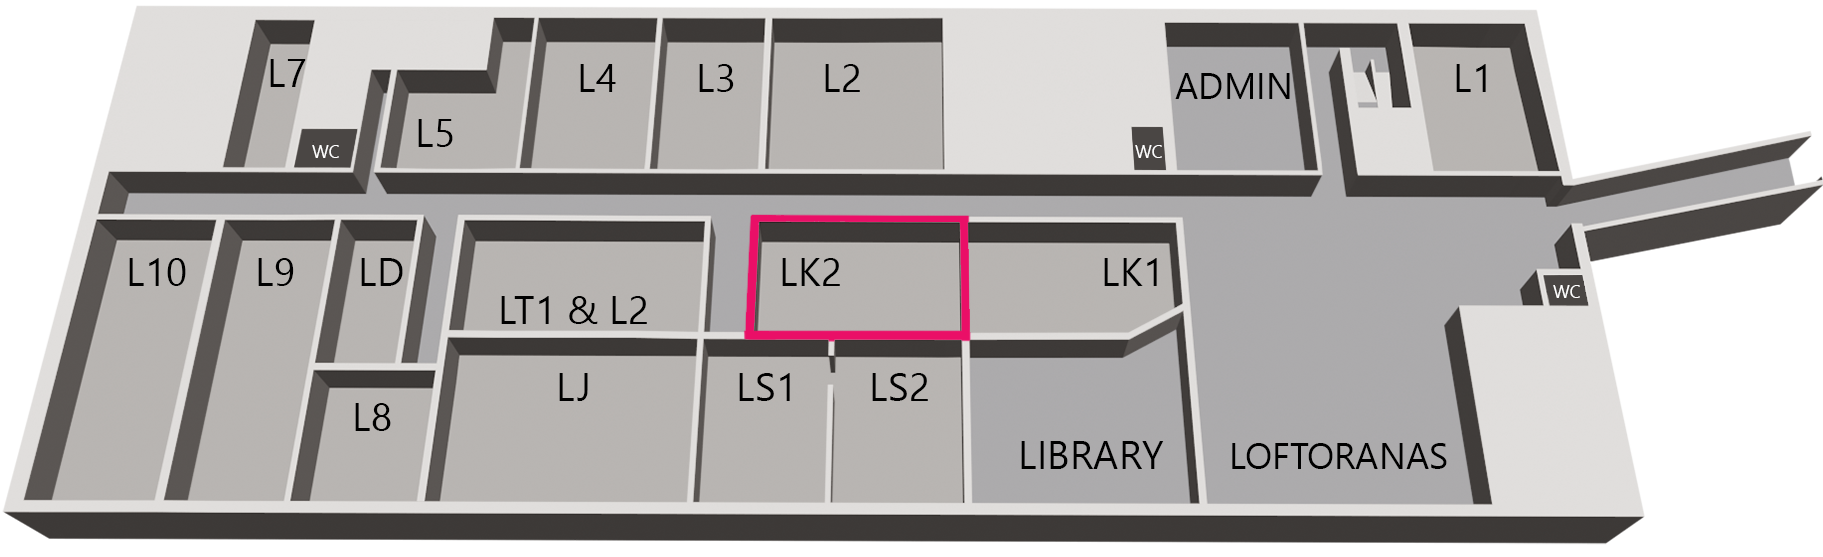 L7
L4
L3
L2
ADMIN
L1
L5
WC
WC
L10
L9
LD
LT1 & L2
LK2
LK1
WC
L8
LJ
LS1
LS2
LIBRARY
LOFTORANAS